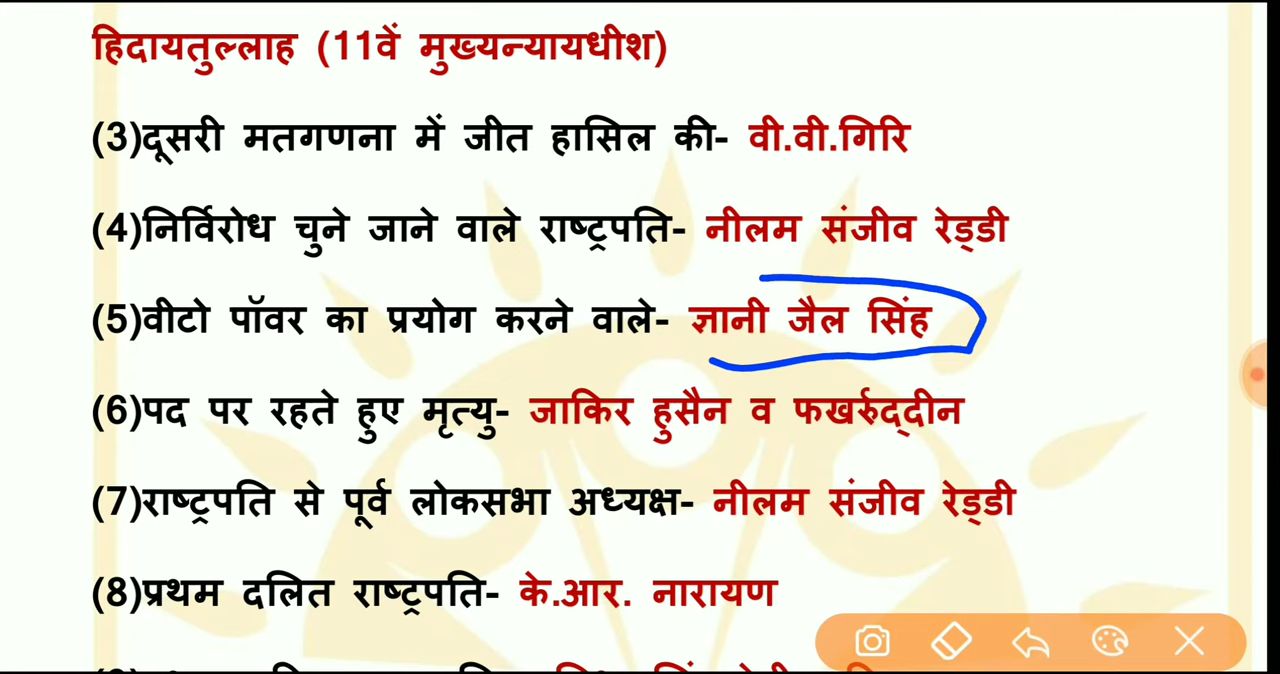 हिदायतुल्लाह (11वें मुख्यन्यायधीश)
(3)दूसरी मतगणना में जीत हासिल की- वी.वी.गिरि
(4)निर्विरोध चुने जाने वाले राष्ट्रपति- नीलम संजीव रेड्डी
(5)वीटो पॉवर का प्रयोग करने वाले- ज्ञानी जैल सिंह
(6)पद पर रहते हुए मृत्यु- जाकिर हुसैन व फखर्रुद्दीन
(7)राष्ट्रपति से पूर्व लोकसभा अध्यक्ष- नीलम संजीव रेड्डी
(8)प्रथम दलित राष्ट्रपति- के.आर. नारायण